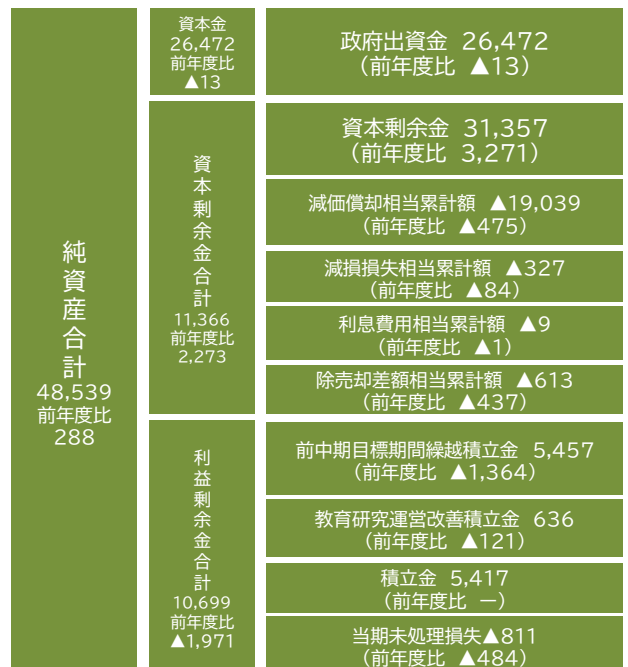 純資産合計
48,539
前年度比
288
資本金
26,472
前年度比
▲13
政府出資金 26,472
（前年度比 ▲13）
資本剰余金合計
11,366
前年度比
2,273
資本剰余金 31,357
（前年度比 3,271）
減価償却相当累計額 ▲19,039
（前年度比 ▲475）
減損損失相当累計額 ▲327
（前年度比 ▲84）
利息費用相当累計額 ▲9
（前年度比 ▲1）
除売却差額相当累計額 ▲613
（前年度比 ▲437）
利益剰余金合計
10,699
前年度比
▲1,971
前中期目標期間繰越積立金 5,457
（前年度比 ▲1,364）
教育研究運営改善積立金 636
（前年度比 ▲121）
積立金 5,417
（前年度比 ー）
当期未処理損失▲811
（前年度比 ▲484）